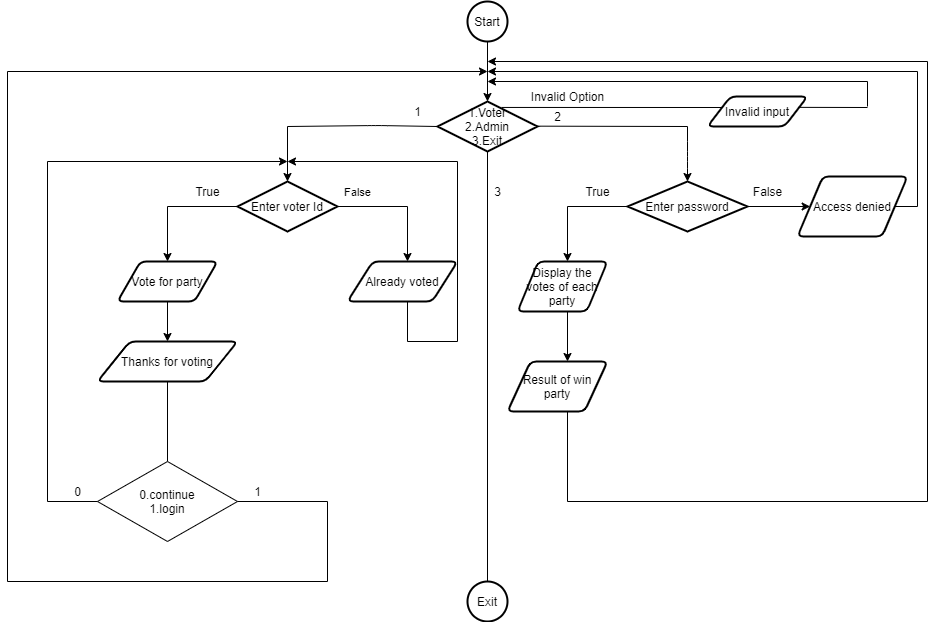 Start
Invalid Option
1
1.Voter
2.Admin
3.Exit
2
Invalid input
3
True
Enter voter Id
False
True
Enter password
False
Access denied
Vote for party
Already voted
Display the
votes of each
party
Thanks for voting
Result of win
party
0
0.continue
1.login
1
Exit